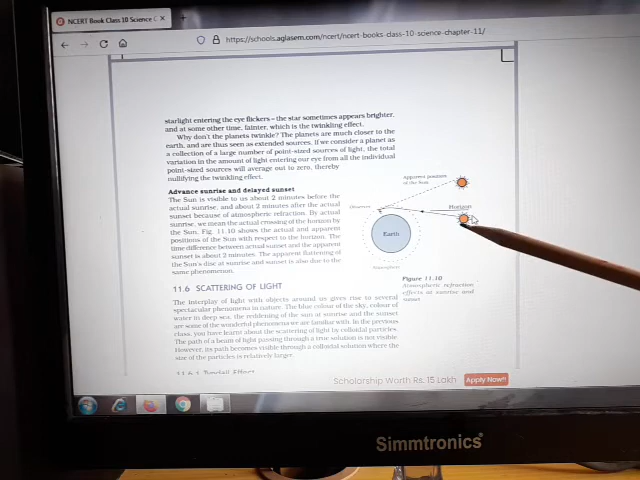 NCERT Book Class 10 Science C
https://schools.aglasem.com/ncert/ncert-books-class-10-science-chapter-11/
starlight entering the eye flickers – the star sometimes appears brighter,
and at some other time, fainter, which is the twinkling effect.
Why don't the planets twinkle? The planets are much closer to the
earth, and are thus seen as extended sources. If we consider a planet as
a collection of a large number of point-sized sources of light, the total
variation in the amount of light entering our eye from all the individual
point-sized sources will average out to zero, thereby
nullifying the twinkling effect.
Advance sunrise and delayed sunset
The Sun is visible to us about 2 minutes before the
actual sunrise, and about 2 minutes after the actual
sunset because of atmospheric refraction. By actual
sunrise, we mean the actual crossing of the horizon by
the Sun. Fig. 11.10 shows the actual and apparent
positions of the Sun with respect to the horizon. The
time difference between actual sunset and the apparent
sunset is about 2 minutes. The apparent flattening of
the Sun's disc at sunrise and sunset is also due to the
same phenomenon.
Apparent position
of the Sun
Observer
Horizon
Earth
Atmosphere
Figure 11.10
Atmospheric refraction
effects at sunrise and
sunset
11.6 SCATTERING OF LIGHT
The interplay of light with objects around us gives rise to several
spectacular phenomena in nature. The blue colour of the sky, colour of
water in deep sea, the reddening of the sun at sunrise and the sunset
are some of the wonderful phenomena we are familiar with. In the previous
class, you have learnt about the scattering of light by colloidal particles.
The path of a beam of light passing through a true solution is not visible.
However, its path becomes visible through a colloidal solution where the
size of the particles is relatively larger.
11.6.1 Tyndall Effect
Scholarship Worth Rs. 15 Lakh
Apply Now!!
Simmtronics